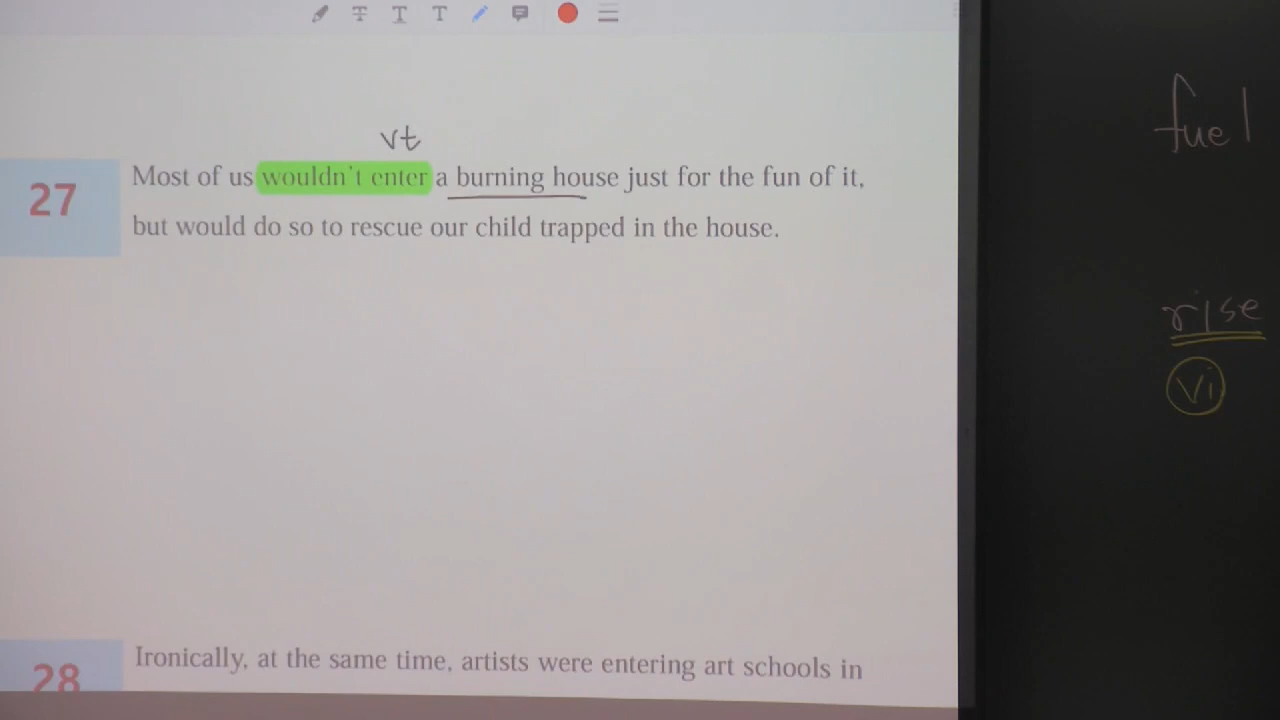 vt
27
Most of us wouldn't enter a burning house just for the fun of it,
but would do so to rescue our child trapped in the house.
28
Ironically, at the same time, artists were entering art schools in
fuel
rise
vi